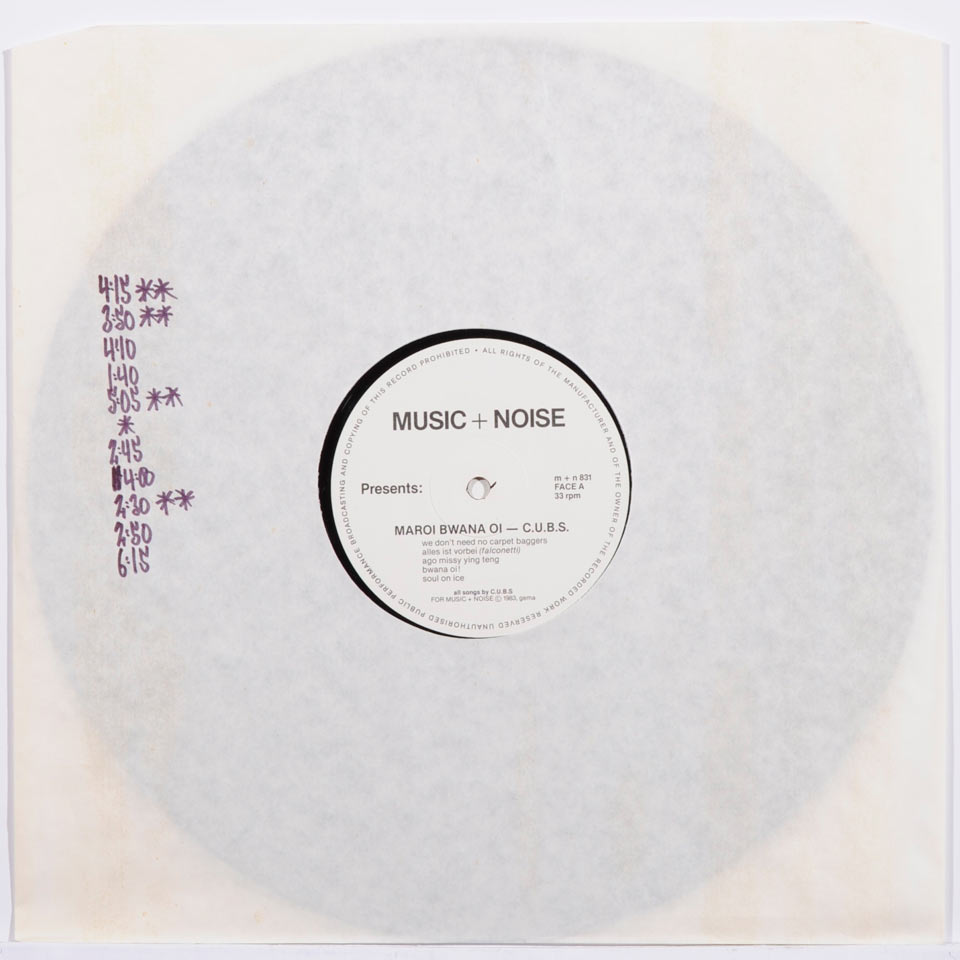 4:15 **
3:50 **
4:10
1:40
5:05 **
*
2:45
4:00
2:30 **
2:50
6:15
UNAUTHORISED PUBLIC PERFORMANCE BROADCASTING AND COPYING OF THIS RECORD PROHIBITED • ALL RIGHTS OF THE MANUFACTURER AND OF THE OWNER OF THE RECORDED WORK RESERVED
MUSIC + NOISE
Presents:
m + n 831
FACE A
33 rpm
MAROI BWANA OI — C.U.B.S.
we don't need no carpet baggers
alles ist vorbei (falconetti)
ago missy ying teng
bwana oi!
soul on ice
all songs by C.U.B.S
FOR MUSIC + NOISE © 1983, gema